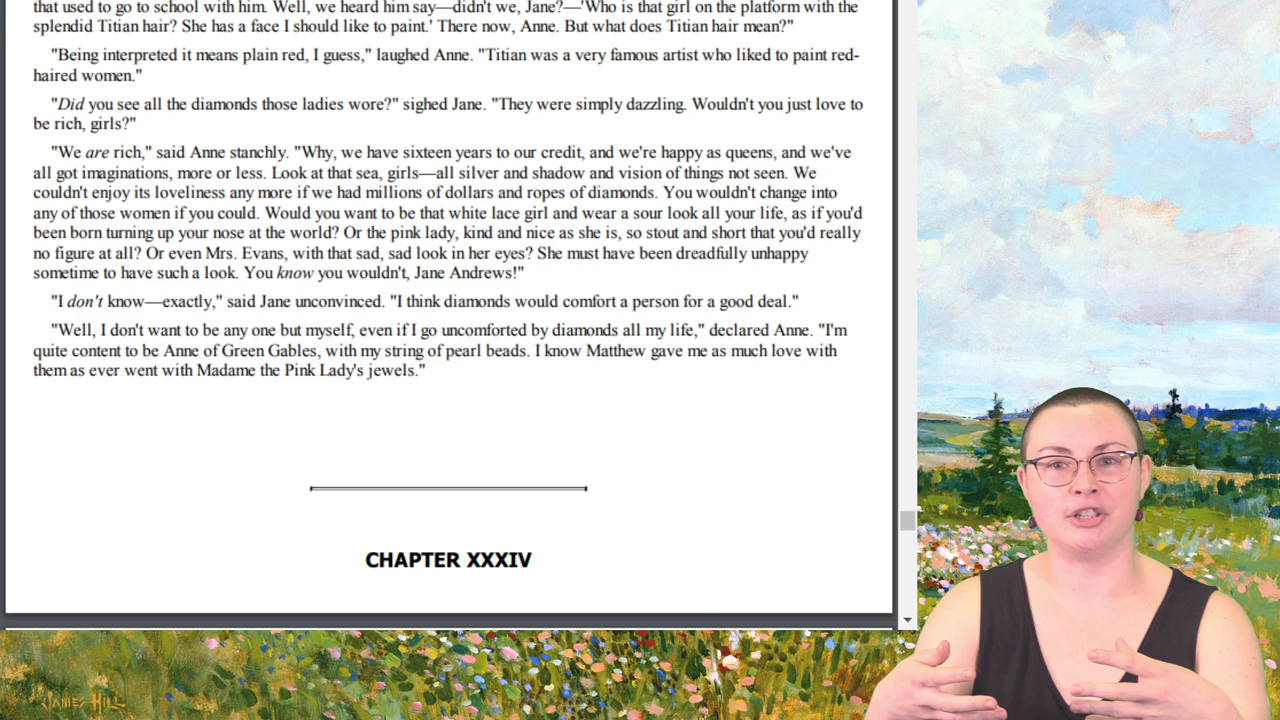 that used to go to school with him. Well, we heard him say—didn't we, Jane?—'Who is that girl on the platform with the
splendid Titian hair? She has a face I should like to paint.' There now, Anne. But what does Titian hair mean?"
"Being interpreted it means plain red, I guess," laughed Anne. "Titian was a very famous artist who liked to paint red-
haired women."
"Did you see all the diamonds those ladies wore?" sighed Jane. "They were simply dazzling. Wouldn't you just love to
be rich, girls?"
"We are rich," said Anne stanchly. "Why, we have sixteen years to our credit, and we're happy as queens, and we've
all got imaginations, more or less. Look at that sea, girls—all silver and shadow and vision of things not seen. We
couldn't enjoy its loveliness any more if we had millions of dollars and ropes of diamonds. You wouldn't change into
any of those women if you could. Would you want to be that white lace girl and wear a sour look all your life, as if you'd
been born turning up your nose at the world? Or the pink lady, kind and nice as she is, so stout and short that you'd really
no figure at all? Or even Mrs. Evans, with that sad, sad look in her eyes? She must have been dreadfully unhappy
sometime to have such a look. You know you wouldn't, Jane Andrews!"
"I don't know—exactly," said Jane unconvinced. "I think diamonds would comfort a person for a good deal."
"Well, I don't want to be any one but myself, even if I go uncomforted by diamonds all my life," declared Anne. "I'm
quite content to be Anne of Green Gables, with my string of pearl beads. I know Matthew gave me as much love with
them as ever went with Madame the Pink Lady's jewels."
CHAPTER XXXIV
JAMES HILL